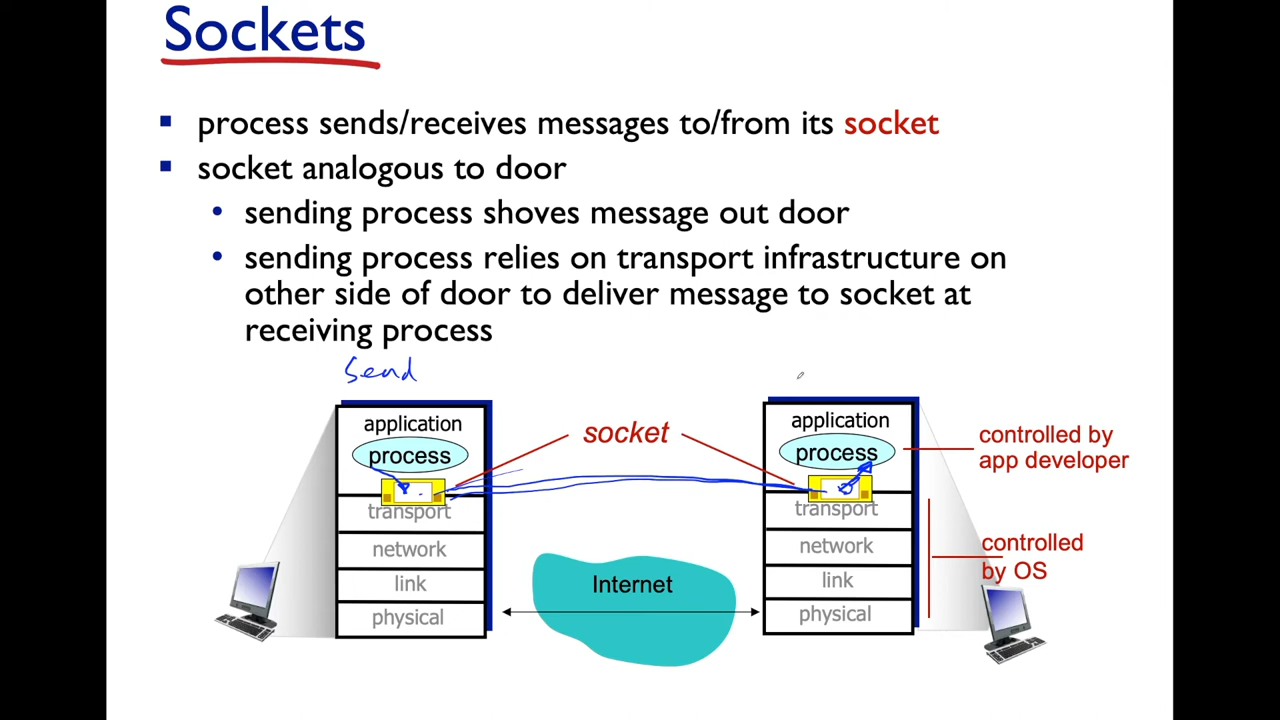 Sockets
process sends/receives messages to/from its socket
socket analogous to door
sending process shoves message out door
sending process relies on transport infrastructure on
other side of door to deliver message to socket at
receiving process
Send
application
process
transport
network
link
physical
socket
Internet
application
process
transport
network
link
physical
controlled by
app developer
controlled
by OS